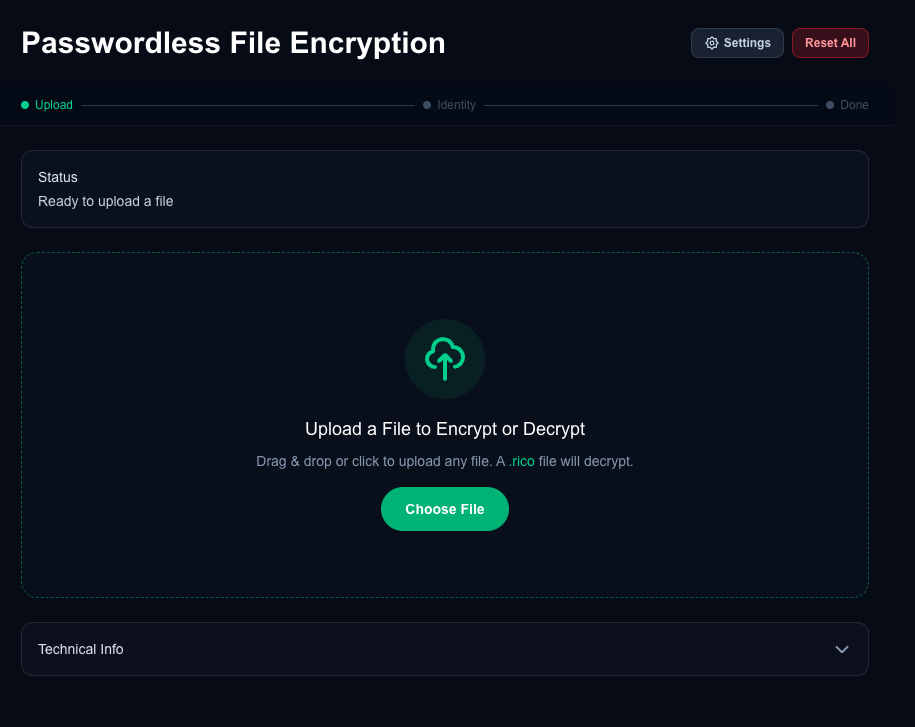 Passwordless File Encryption
Settings
Reset All
Upload
Identity
Done
Status
Ready to upload a file
Upload a File to Encrypt or Decrypt
Drag & drop or click to upload any file. A .rico file will decrypt.
Choose File
Technical Info